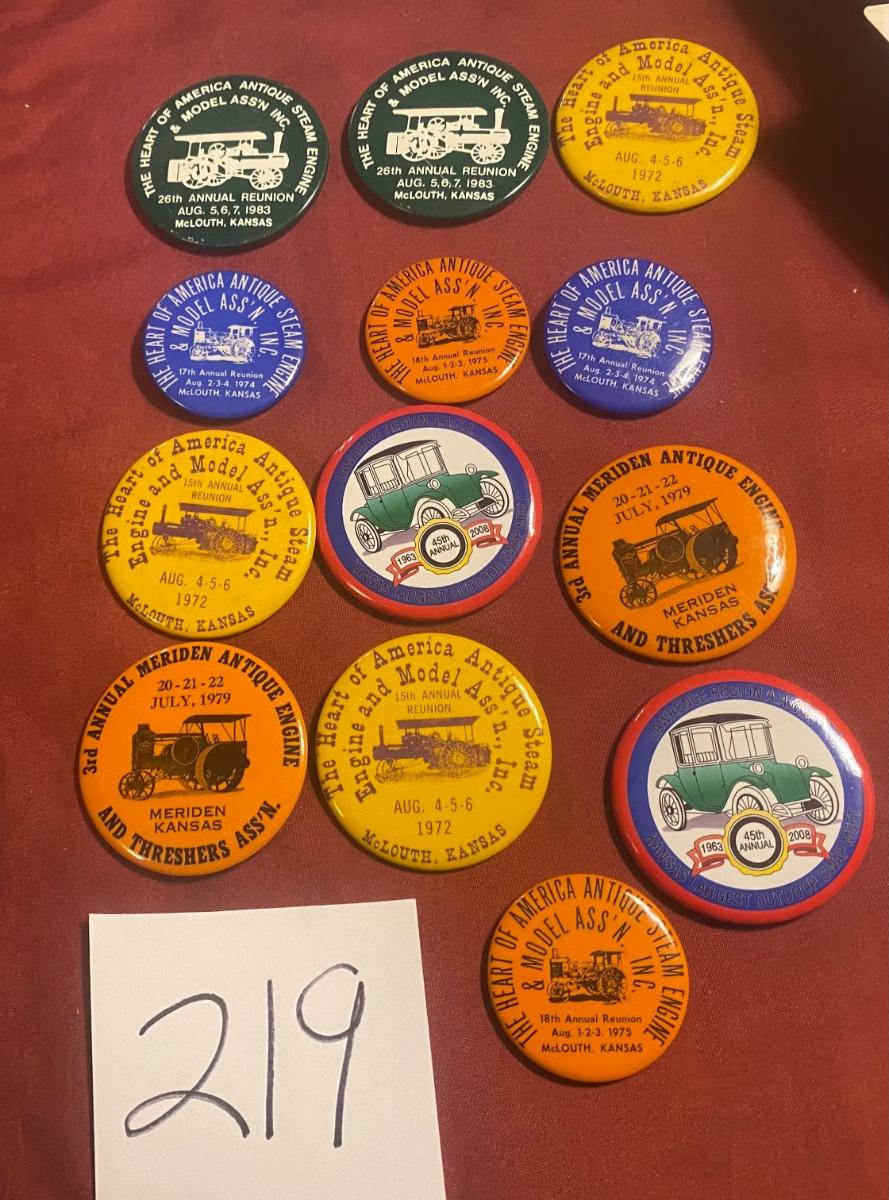 THE HEART OF AMERICA ANTIQUE STEAM ENGINE
& MODEL ASS'N INC.
26th ANNUAL REUNION
AUG. 5,6,7, 1983
McLOUTH, KANSAS
THE HEART OF AMERICA ANTIQUE STEAM ENGINE
& MODEL ASS'N INC.
26th ANNUAL REUNION
AUG. 5,6,7, 1983
McLOUTH, KANSAS
The Heart of America Antique Steam
Engine and Model Ass'n., Inc.
15th ANNUAL
REUNION
AUG. 4-5-6
1972
McLOUTH, KANSAS
THE HEART OF AMERICA ANTIQUE STEAM ENGINE
& MODEL ASS'N. INC.
17th Annual Reunion
Aug. 2-3-4, 1974
McLOUTH, KANSAS
THE HEART OF AMERICA ANTIQUE STEAM ENGINE
& MODEL ASS'N. INC.
18th Annual Reunion
Aug. 1-2-3, 1975
McLOUTH, KANSAS
THE HEART OF AMERICA ANTIQUE STEAM ENGINE
& MODEL ASS'N. INC.
17th Annual Reunion
Aug. 2-3-4, 1974
McLOUTH, KANSAS
The Heart of America Antique Steam
Engine and Model Ass'n., Inc.
15th ANNUAL
REUNION
AUG. 4-5-6
1972
McLOUTH, KANSAS
LAWRENCE REGION A.A.C.A.
1963
45th
ANNUAL
2008
KANSAS LARGEST OUTDOOR SWAP MEET
3rd ANNUAL MERIDEN ANTIQUE ENGINE
20-21-22
JULY, 1979
MERIDEN
KANSAS
AND THRESHERS ASS'N.
3rd ANNUAL MERIDEN ANTIQUE ENGINE
20-21-22
JULY, 1979
MERIDEN
KANSAS
AND THRESHERS ASS'N.
The Heart of America Antique Steam
Engine and Model Ass'n., Inc.
15th ANNUAL
REUNION
AUG. 4-5-6
1972
McLOUTH, KANSAS
LAWRENCE REGION A.A.C.A.
1963
45th
ANNUAL
2008
KANSAS LARGEST OUTDOOR SWAP MEET
THE HEART OF AMERICA ANTIQUE STEAM ENGINE
& MODEL ASS'N. INC.
18th Annual Reunion
Aug. 1-2-3, 1975
McLOUTH, KANSAS
219